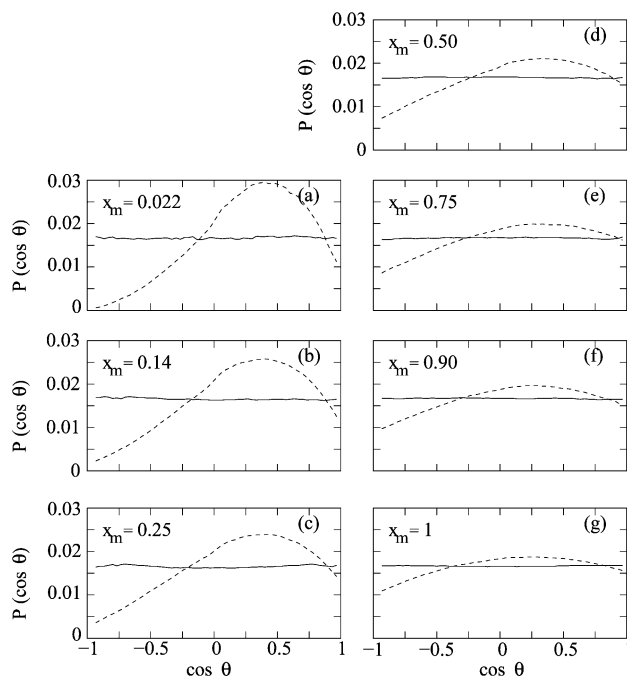 0.03
x_m = 0.50
(d)
0.02
P (cos θ)
0.01
0
0.03
x_m = 0.022
(a)
0.02
P (cos θ)
0.01
0
x_m = 0.75
(e)
0.03
x_m = 0.14
(b)
0.02
P (cos θ)
0.01
0
x_m = 0.90
(f)
0.03
x_m = 0.25
(c)
0.02
P (cos θ)
0.01
0
x_m = 1
(g)
−1 −0.5 0 0.5 1
cos θ
−1 −0.5 0 0.5 1
cos θ